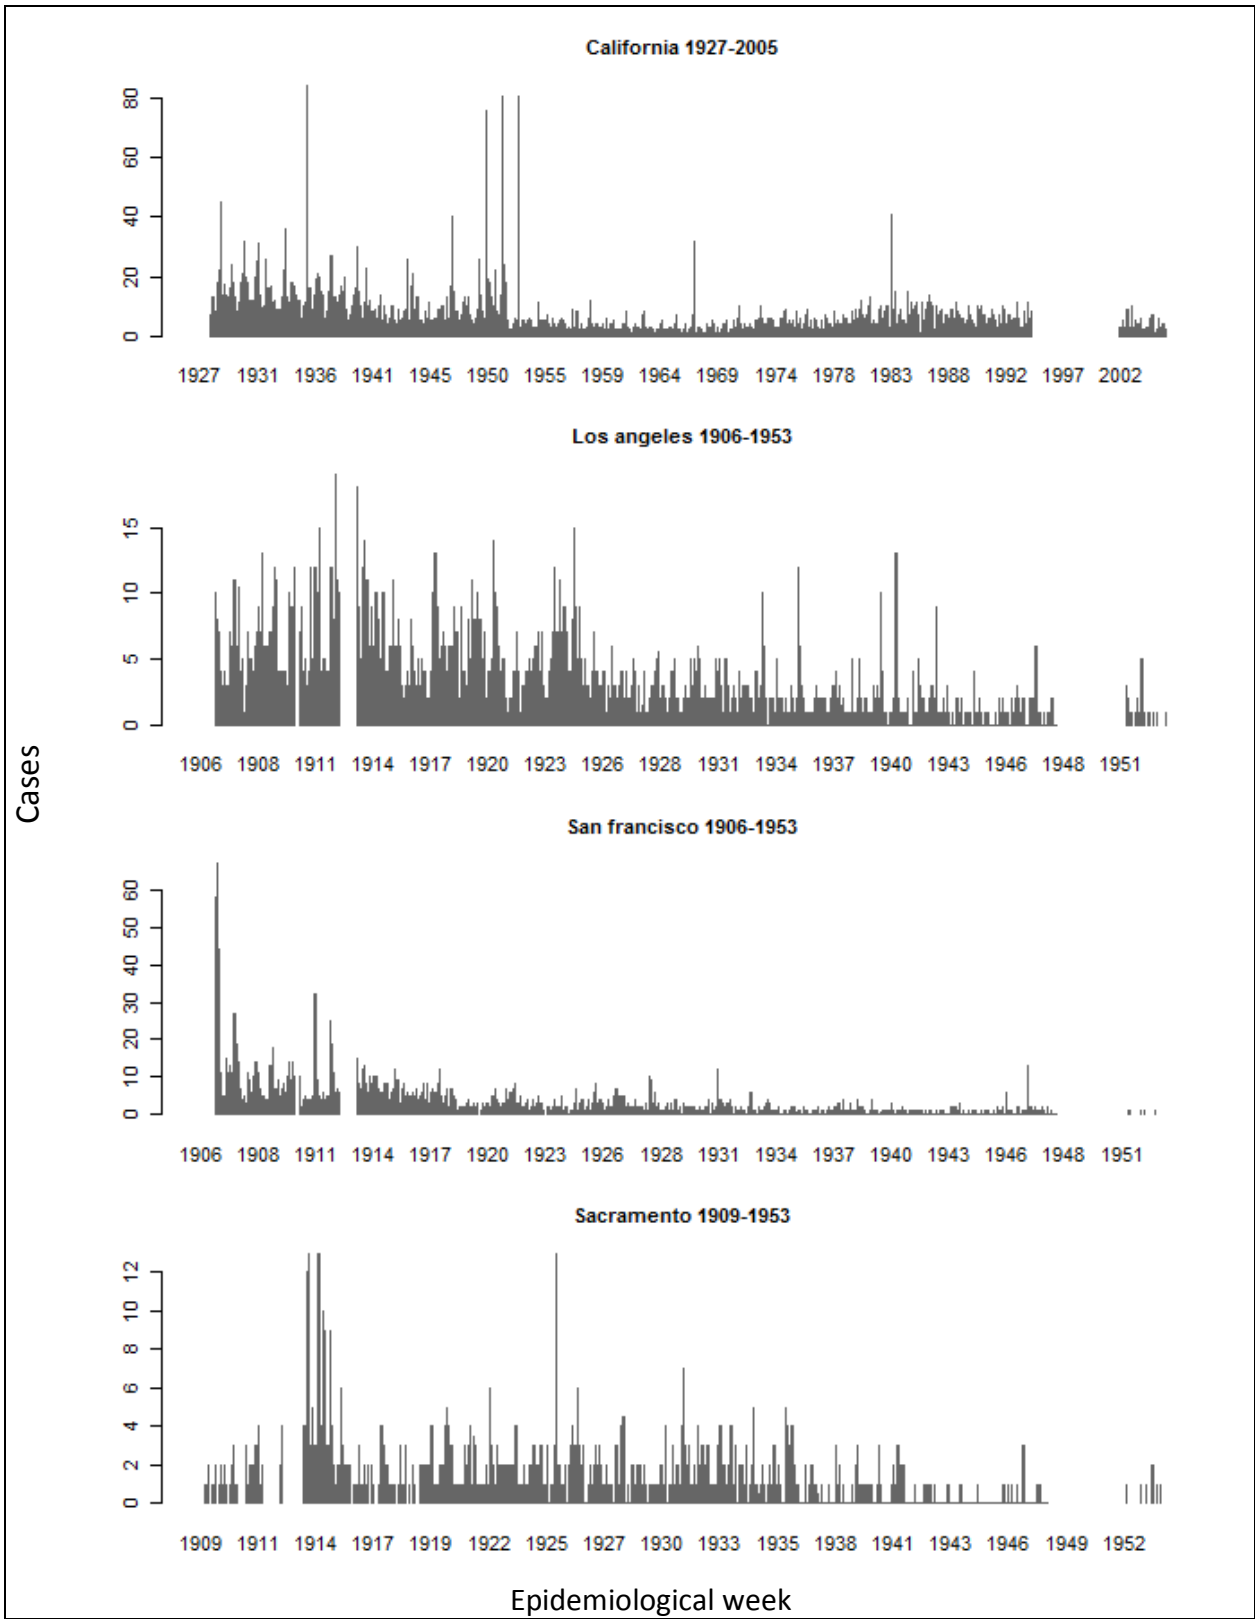 California 1927-2005
80
60
40
20
0
1927 1931 1936 1941 1945 1950 1955 1959 1964 1969 1974 1978 1983 1988 1992 1997 2002
Los angeles 1906-1953
15
10
5
0
1906 1908 1911 1914 1917 1920 1923 1926 1928 1931 1934 1937 1940 1943 1946 1948 1951
Cases
San francisco 1906-1953
60
50
40
30
20
10
0
1906 1908 1911 1914 1917 1920 1923 1926 1928 1931 1934 1937 1940 1943 1946 1948 1951
Sacramento 1909-1953
12
10
8
6
4
2
0
1909 1911 1914 1917 1919 1922 1925 1927 1930 1933 1935 1938 1941 1943 1946 1949 1952
Epidemiological week